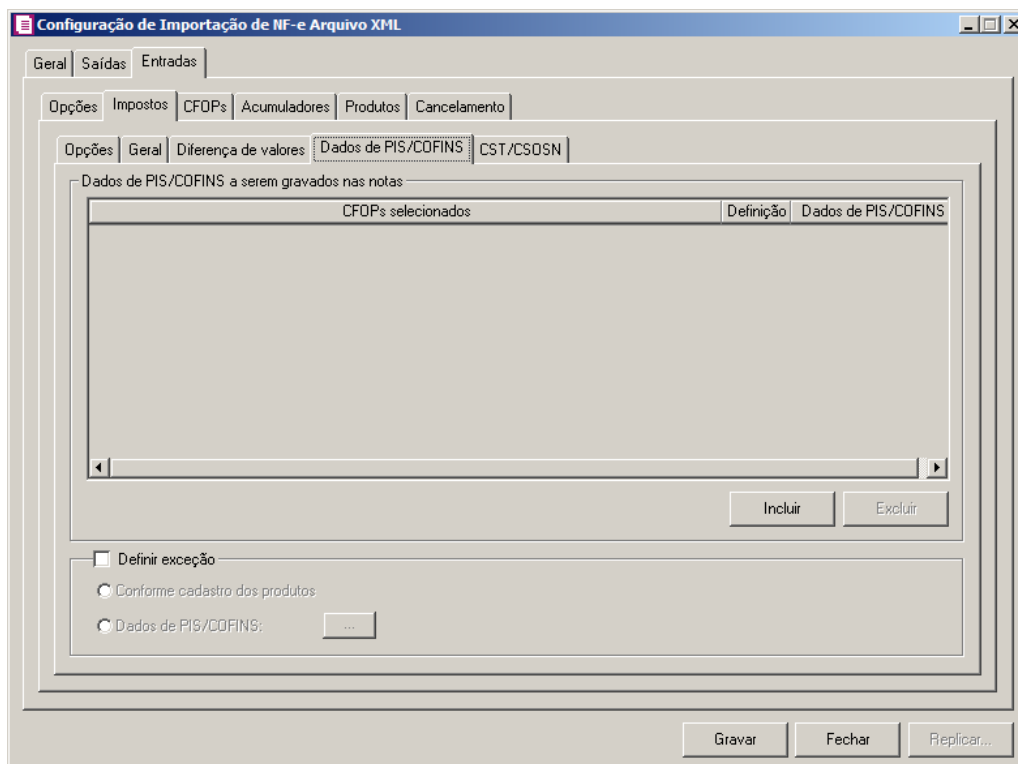 Configuração de Importação de NF-e Arquivo XML
Geral Saídas Entradas
Opções Impostos CFOPs Acumuladores Produtos Cancelamento
Opções Geral Diferença de valores Dados de PIS/COFINS CST/CSOSN
Dados de PIS/COFINS a serem gravados nas notas
CFOPs selecionados Definição Dados de PIS/COFINS
Incluir Excluir
Definir exceção
Conforme cadastro dos produtos
Dados de PIS/COFINS: ...
Gravar Fechar Replicar...